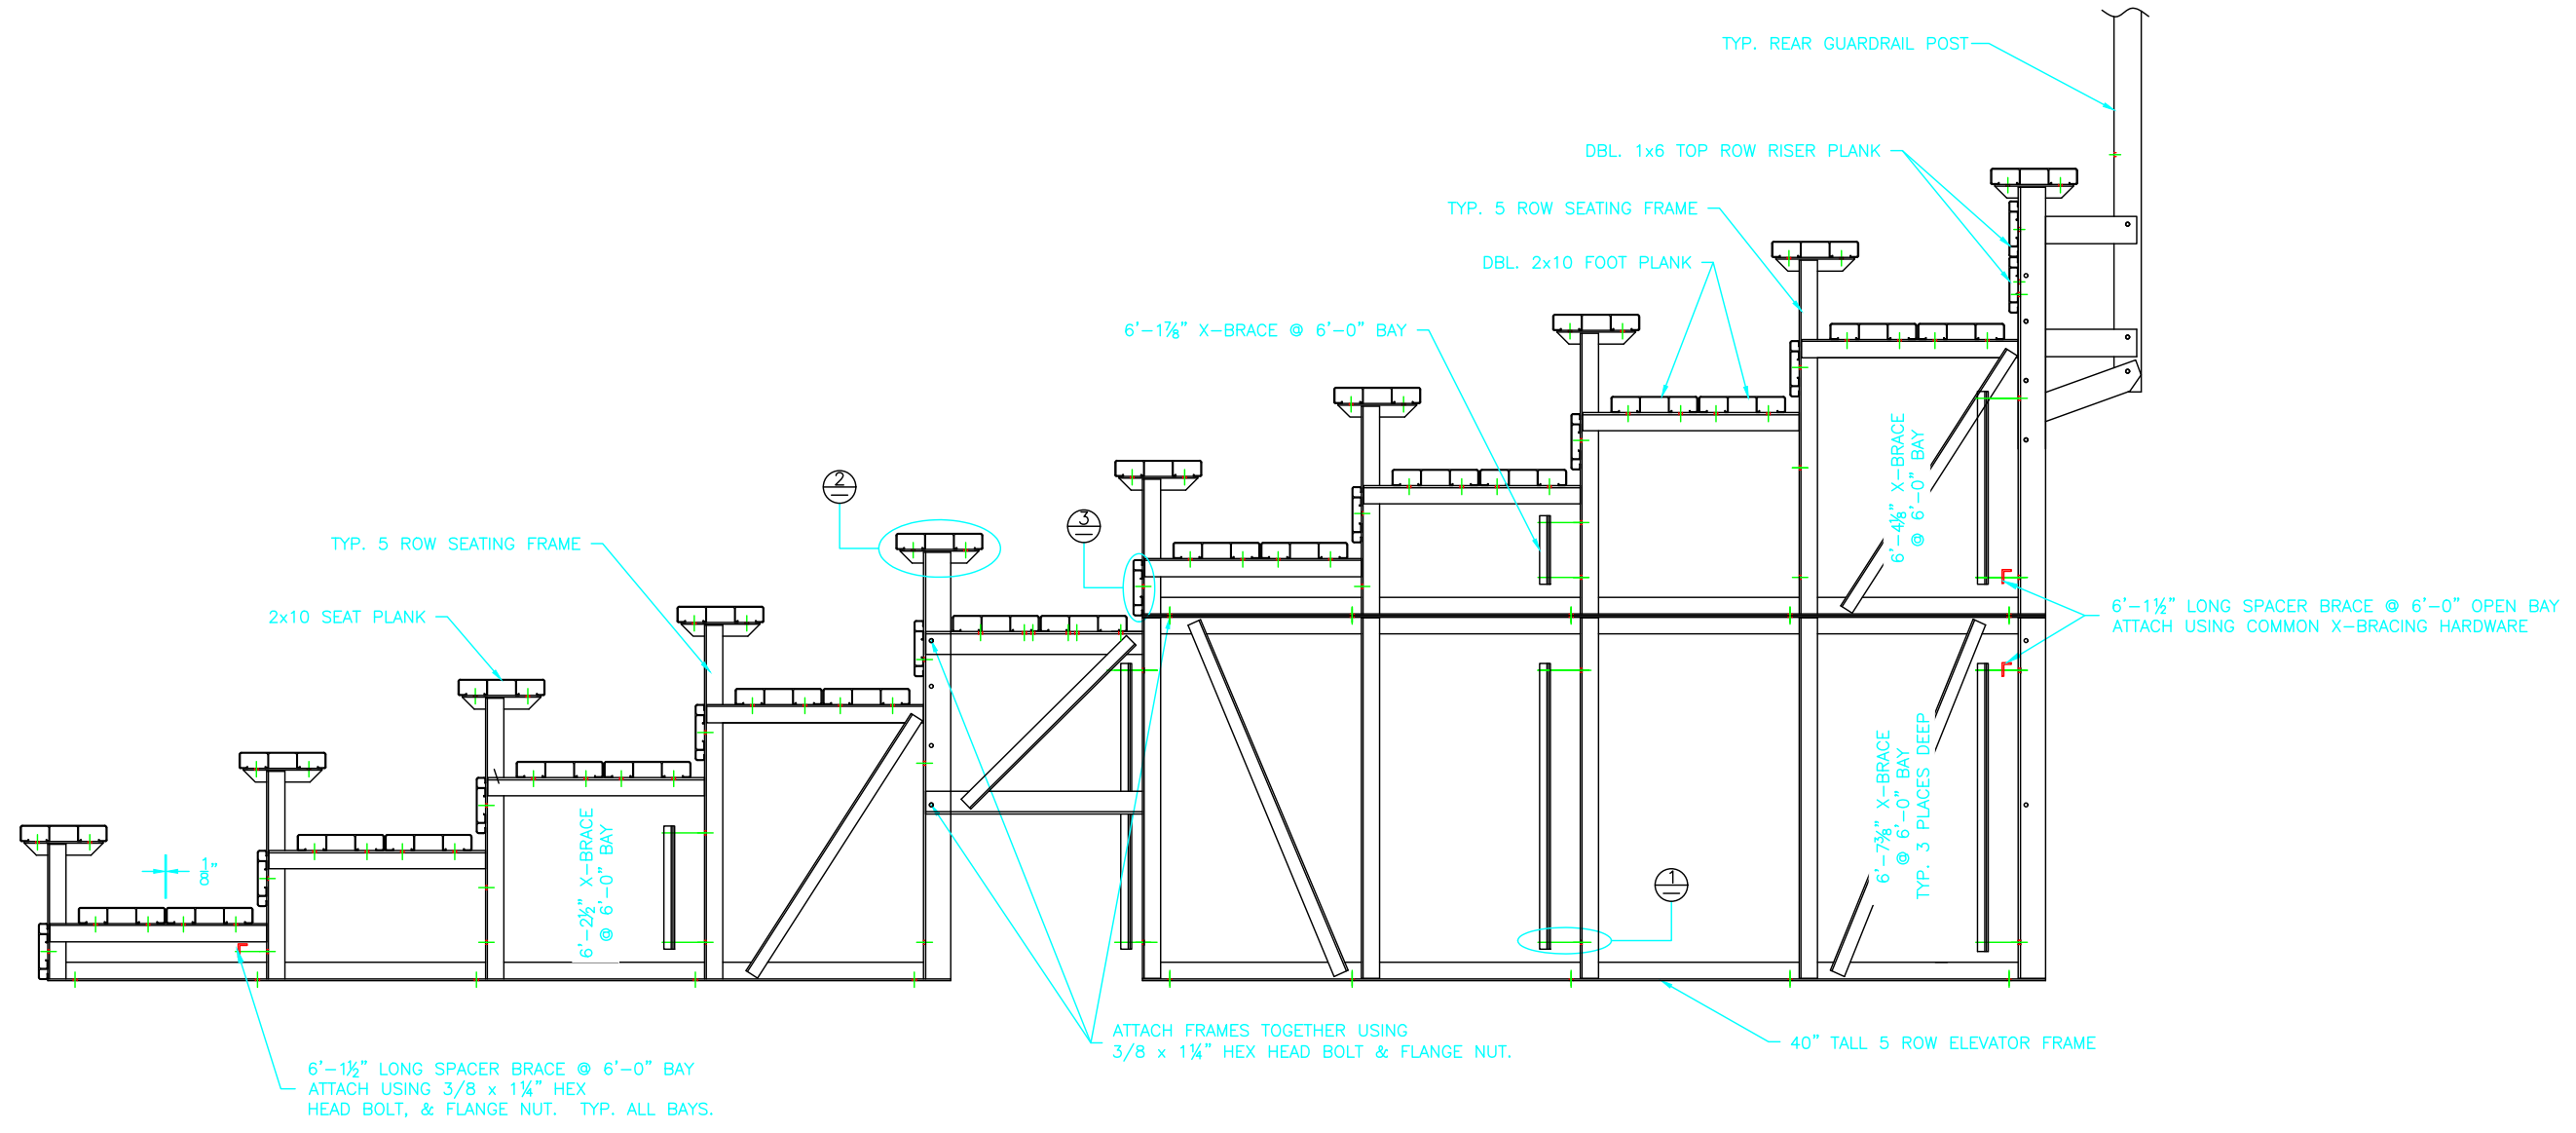 TYP. REAR GUARDRAIL POST
DBL. 1x6 TOP ROW RISER PLANK
TYP. 5 ROW SEATING FRAME
DBL. 2x10 FOOT PLANK
6'-1⅞" X-BRACE @ 6'-0" BAY
6'-4⅛" X-BRACE
@ 6'-0" BAY
2
3
TYP. 5 ROW SEATING FRAME
2x10 SEAT PLANK
6'-1½" LONG SPACER BRACE @ 6'-0" OPEN BAY
ATTACH USING COMMON X-BRACING HARDWARE
6'-7⅜" X-BRACE
@ 6'-0" BAY
TYP. 3 PLACES DEEP
6'-2½" X-BRACE
@ 6'-0" BAY
⅛"
1
ATTACH FRAMES TOGETHER USING
3/8 x 1¼" HEX HEAD BOLT & FLANGE NUT.
40" TALL 5 ROW ELEVATOR FRAME
6'-1½" LONG SPACER BRACE @ 6'-0" BAY
ATTACH USING 3/8 x 1¼" HEX
HEAD BOLT, & FLANGE NUT. TYP. ALL BAYS.